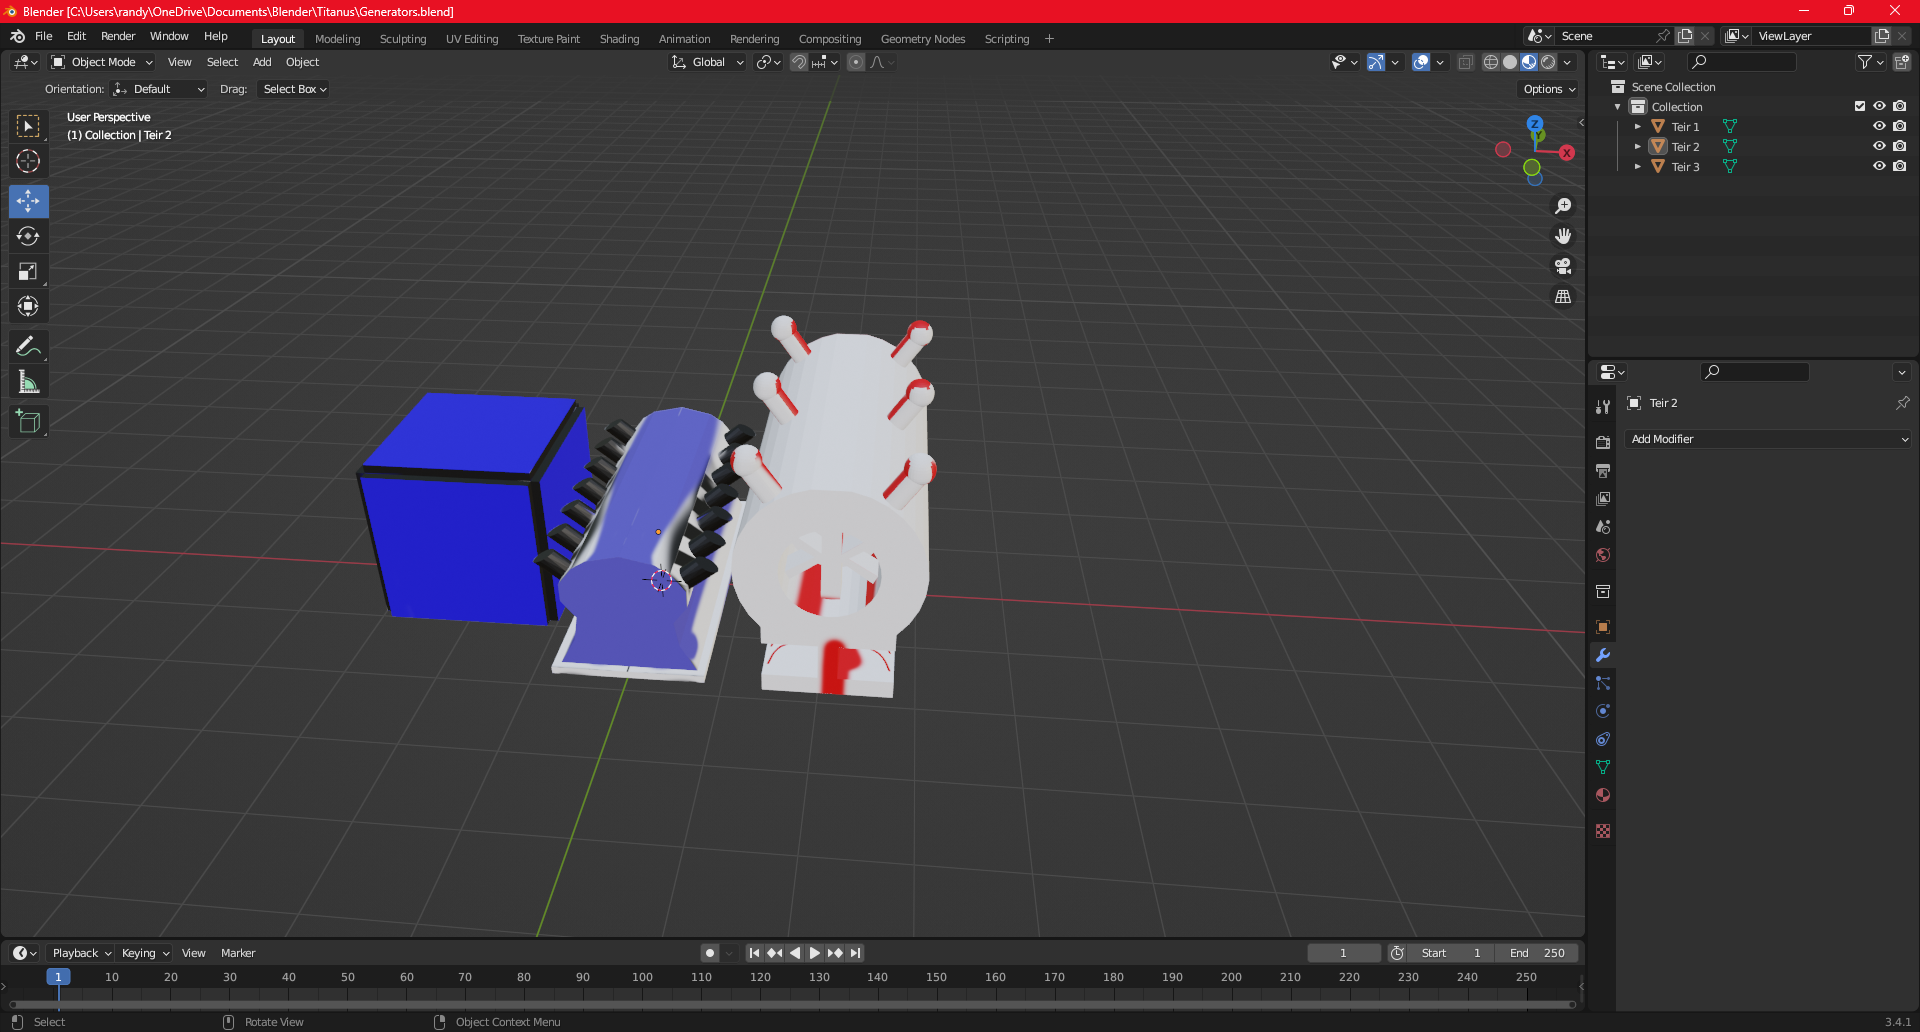 Blender [C:\Users\randy\OneDrive\Documents\Blender\Titanus\Generators.blend]
File Edit Render Window Help Layout Modeling Sculpting UV Editing Texture Paint Shading Animation Rendering Compositing Geometry Nodes Scripting + Scene ViewLayer
Object Mode View Select Add Object Global
Orientation: Default Drag: Select Box Options
User Perspective
(1) Collection | Teir 2
Z
Y
X
Scene Collection
Collection
Teir 1
Teir 2
Teir 3
Teir 2
Add Modifier
Playback Keying View Marker 1 Start 1 End 250
1 10 20 30 40 50 60 70 80 90 100 110 120 130 140 150 160 170 180 190 200 210 220 230 240 250
Select Rotate View Object Context Menu 3.4.1